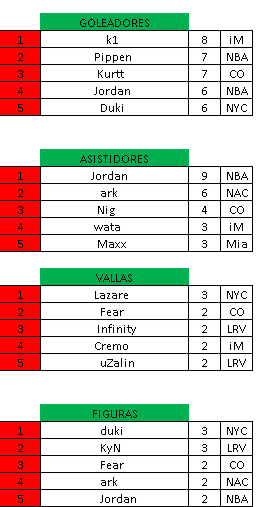 GOLEADORES
1 k1 8 iM
2 Pippen 7 NBA
3 Kurtt 7 CO
4 Jordan 6 NBA
5 Duki 6 NYC
ASISTIDORES
1 Jordan 9 NBA
2 ark 6 NAC
3 Nig 4 CO
4 wata 3 iM
5 Maxx 3 Mia
VALLAS
1 Lazare 3 NYC
2 Fear 2 CO
3 Infinity 2 LRV
4 Cremo 2 iM
5 uZalin 2 LRV
FIGURAS
1 duki 3 NYC
2 KyN 3 LRV
3 Fear 2 CO
4 ark 2 NAC
5 Jordan 2 NBA